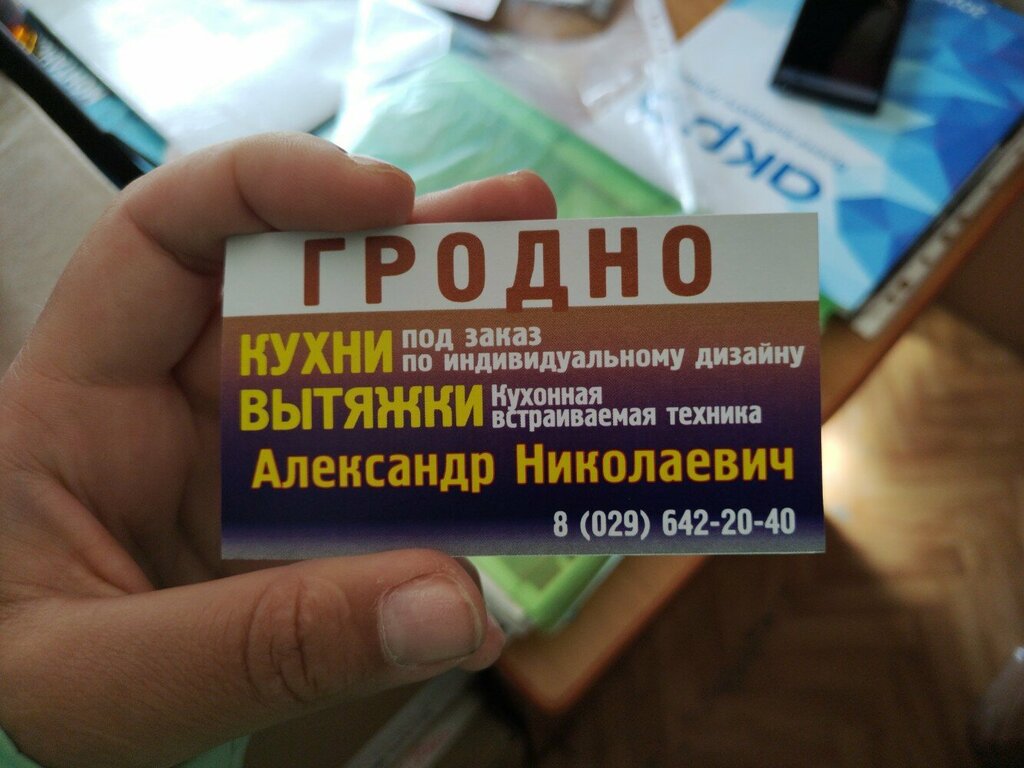 ГРОДНО
КУХНИ под заказ
по индивидуальному дизайну
ВЫТЯЖКИ Кухонная
встраиваемая техника
Александр Николаевич
8 (029) 642-20-40